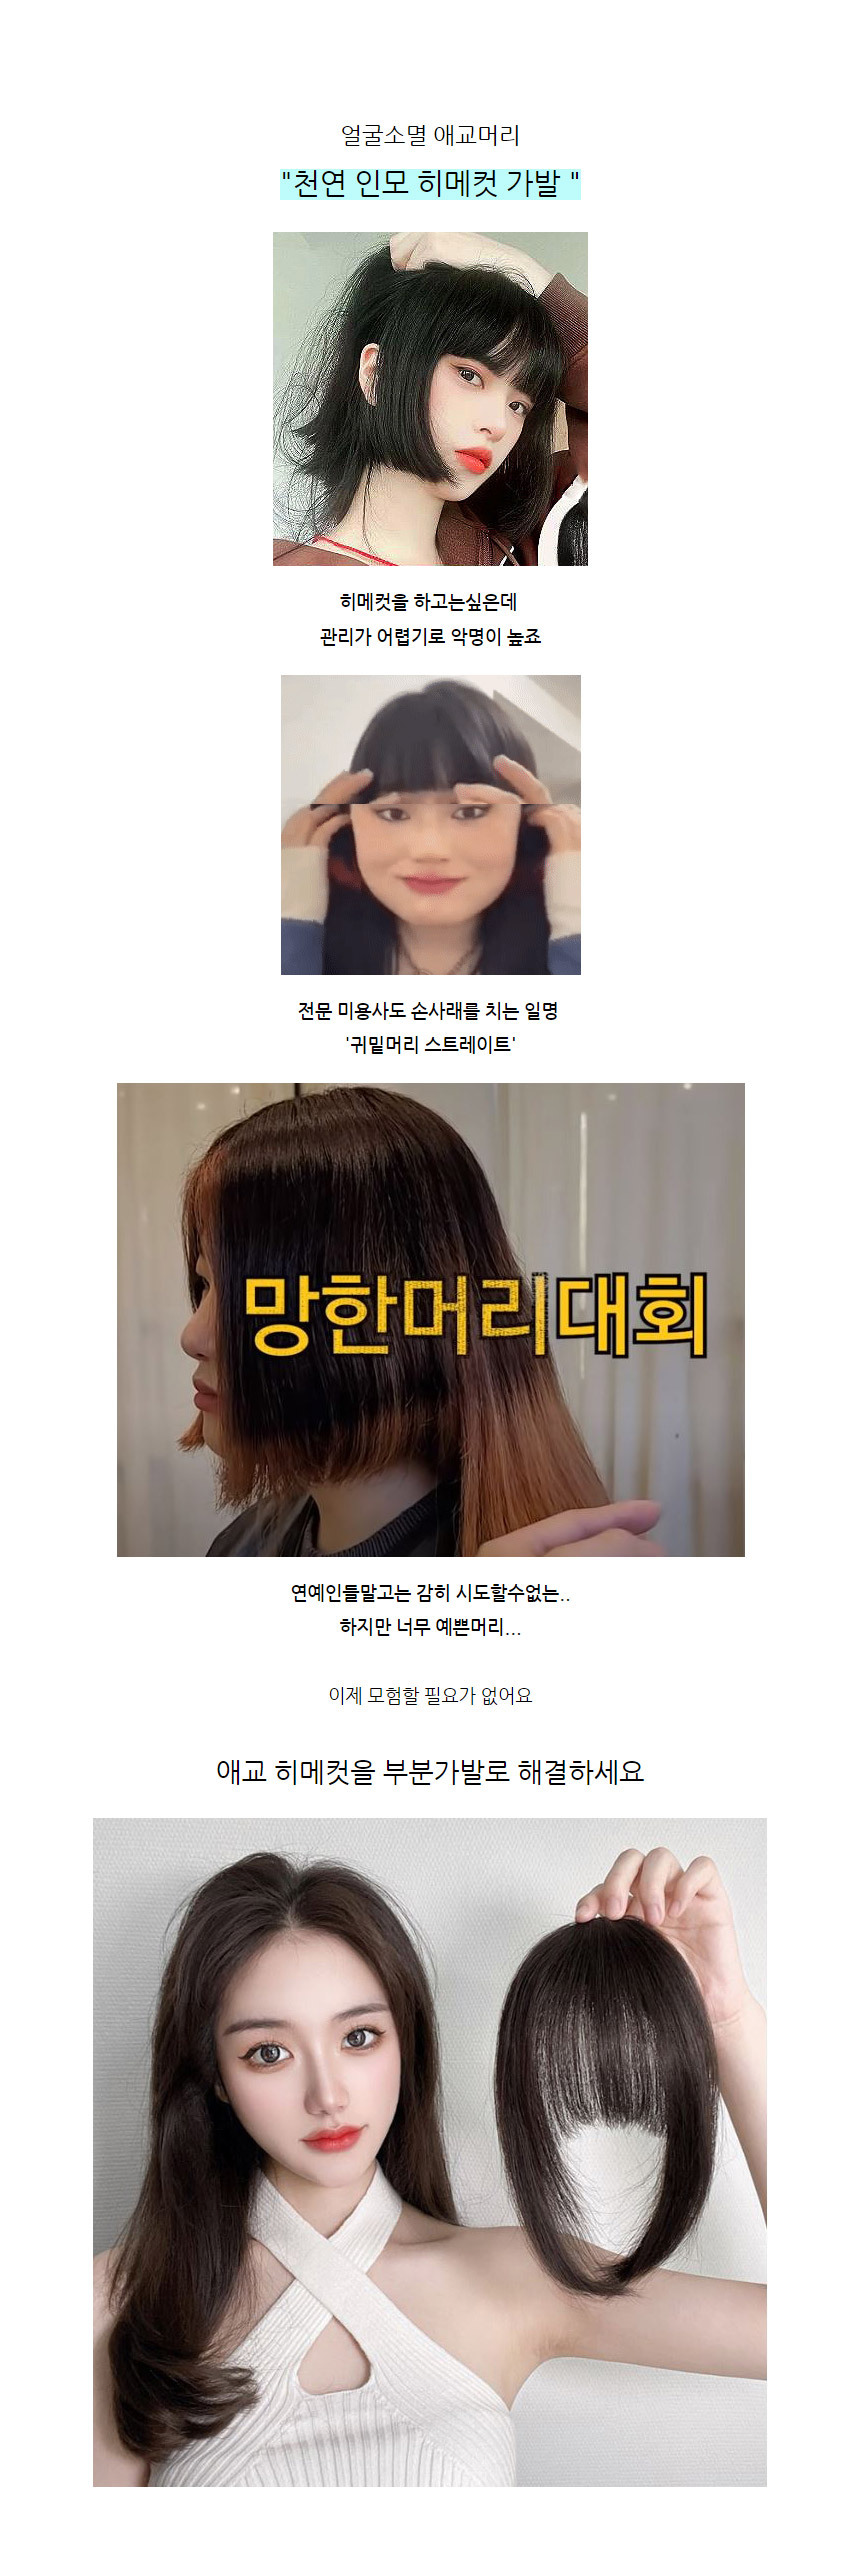 얼굴소멸 애교머리
"천연 인모 히메컷 가발 "
히메컷을 하고는싶은데
관리가 어렵기로 악명이 높죠
전문 미용사도 손사래를 치는 일명
'귀밑머리 스트레이트'
망한머리대회
연예인들말고는 감히 시도할수없는..
하지만 너무 예쁜머리...
이제 모험할 필요가 없어요
애교 히메컷을 부분가발로 해결하세요